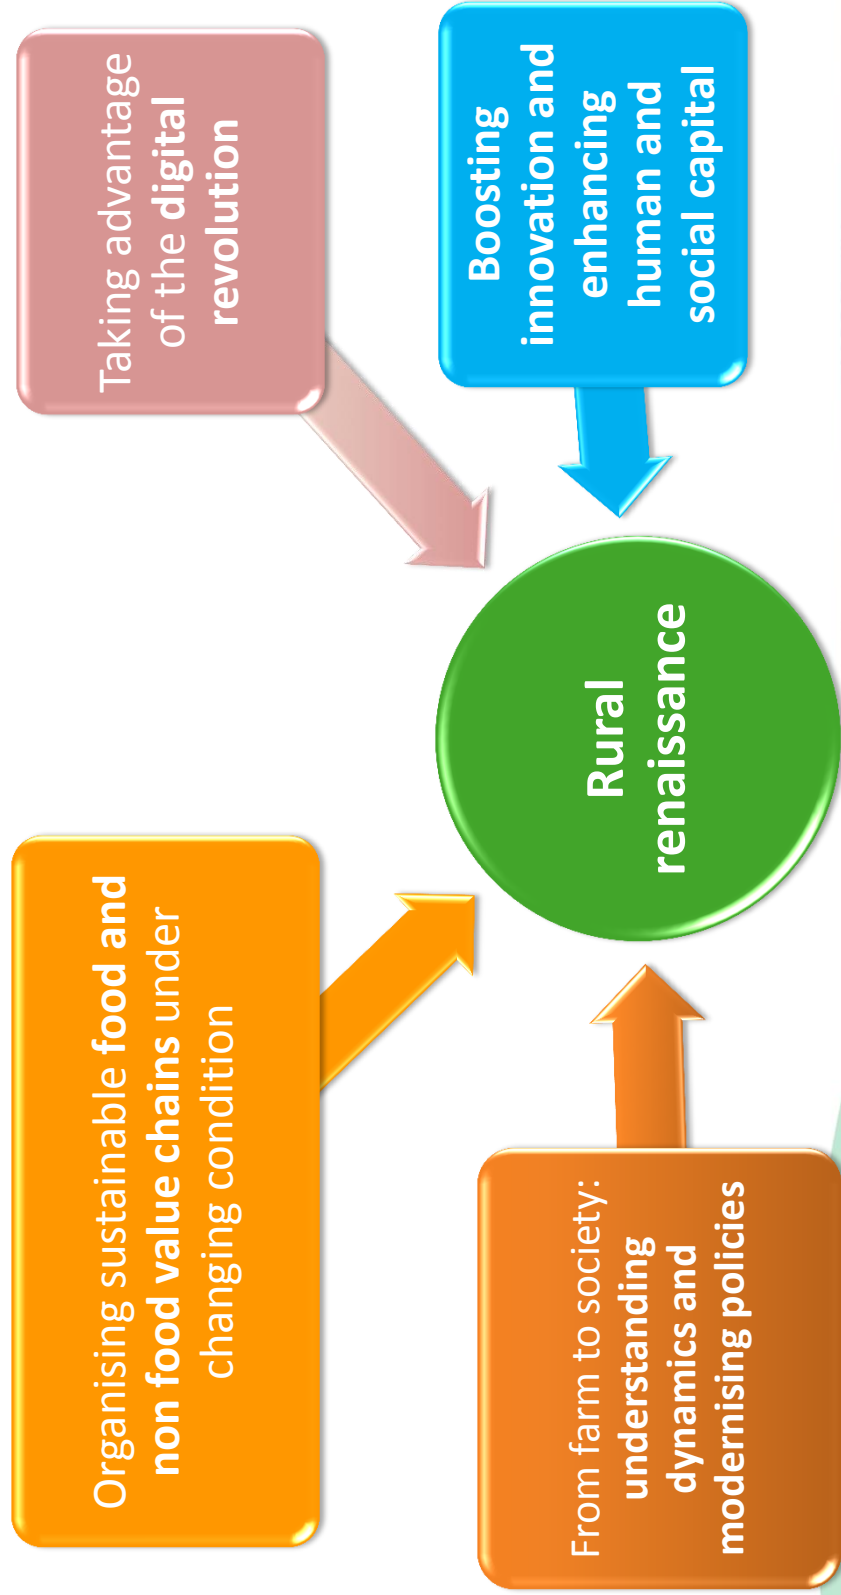 Organising sustainable food and
non food value chains under
changing condition
Taking advantage
of the digital
revolution
From farm to society:
understanding
dynamics and
modernising policies
Rural
renaissance
Boosting
innovation and
enhancing
human and
social capital